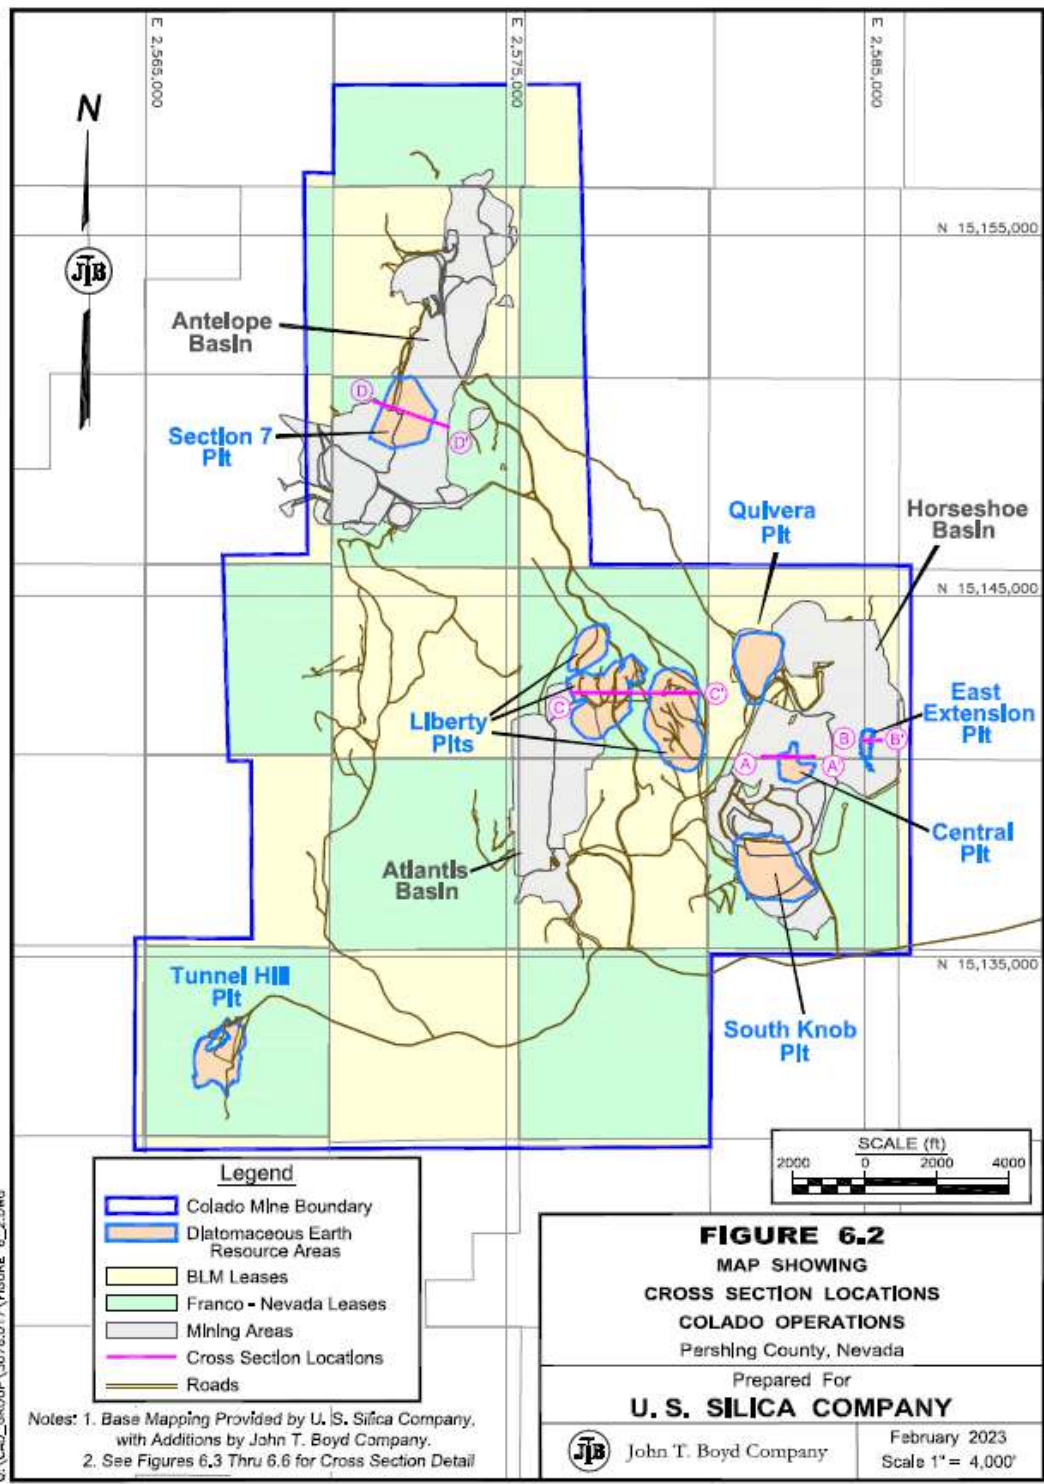 E 2,565,000
E 2,575,000
E 2,585,000
N
JTB
N 15,155,000
Antelope
Basin
D
Section 7
Pit
D'
Quivera
Pit
Horseshoe
Basin
N 15,145,000
East
Extension
Pit
C
C'
Liberty
Pits
B
B'
A
A'
Central
Pit
Atlantis
Basin
N 15,135,000
Tunnel Hill
Pit
South Knob
Pit
SCALE (ft)
2000 0 2000 4000
Legend
Colado Mine Boundary
Diatomaceous Earth
Resource Areas
BLM Leases
Franco - Nevada Leases
Mining Areas
Cross Section Locations
Roads
Notes: 1. Base Mapping Provided by U. S. Silica Company,
with Additions by John T. Boyd Company.
2. See Figures 6.3 Thru 6.6 for Cross Section Detail
FIGURE 6.2
MAP SHOWING
CROSS SECTION LOCATIONS
COLADO OPERATIONS
Pershing County, Nevada
Prepared For
U. S. SILICA COMPANY
JTB
John T. Boyd Company
February 2023
Scale 1" = 4,000'